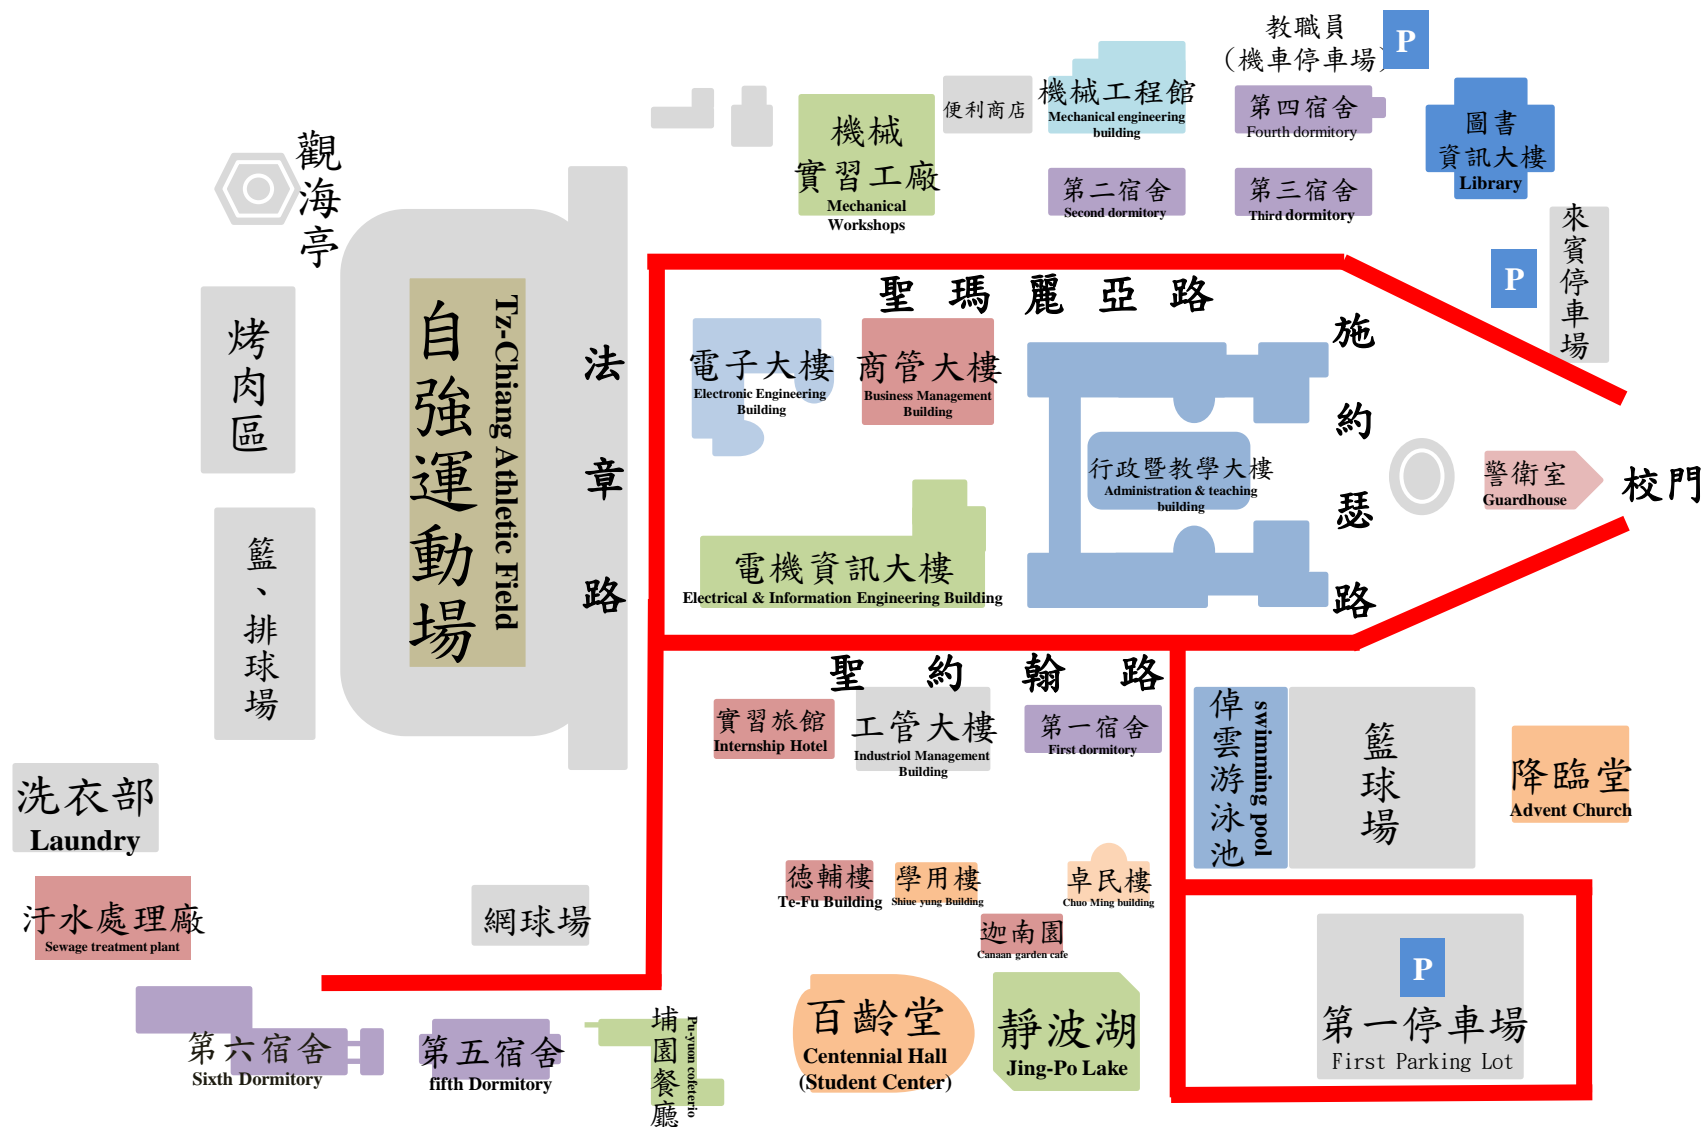 教職員
(機車停車場)
P
機械
實習工廠
Mechanical
Workshops
便利商店
機械工程館
Mechanical engineering
building
第四宿舍
Fourth dormitory
圖書
資訊大樓
Library
第二宿舍
Second dormitory
第三宿舍
Third dormitory
來賓停車場
P
觀海亭
烤肉區
籃、排球場
自強運動場
Tz-Chiang Athletic Field
法章路
聖瑪麗亞路
施約瑟路
電子大樓
Electronic Engineering
Building
商管大樓
Business Management
Building
行政暨教學大樓
Administration & teaching
building
警衛室
Guardhouse
校門
電機資訊大樓
Electrical & Information Engineering Building
聖約翰路
實習旅館
Internship Hotel
工管大樓
Industriol Management
Building
第一宿舍
First dormitory
倬雲游泳池
swimming pool
籃球場
降臨堂
Advent Church
洗衣部
Laundry
汙水處理廠
Sewage treatment plant
網球場
德輔樓
Te-Fu Building
學用樓
Shiue yung Building
卓民樓
Chuo Ming building
迦南園
Canaan garden cafe
第六宿舍
Sixth Dormitory
第五宿舍
fifth Dormitory
埔園餐廳
Pu-yuon cofeterio
百齡堂
Centennial Hall
(Student Center)
靜波湖
Jing-Po Lake
P
第一停車場
First Parking Lot